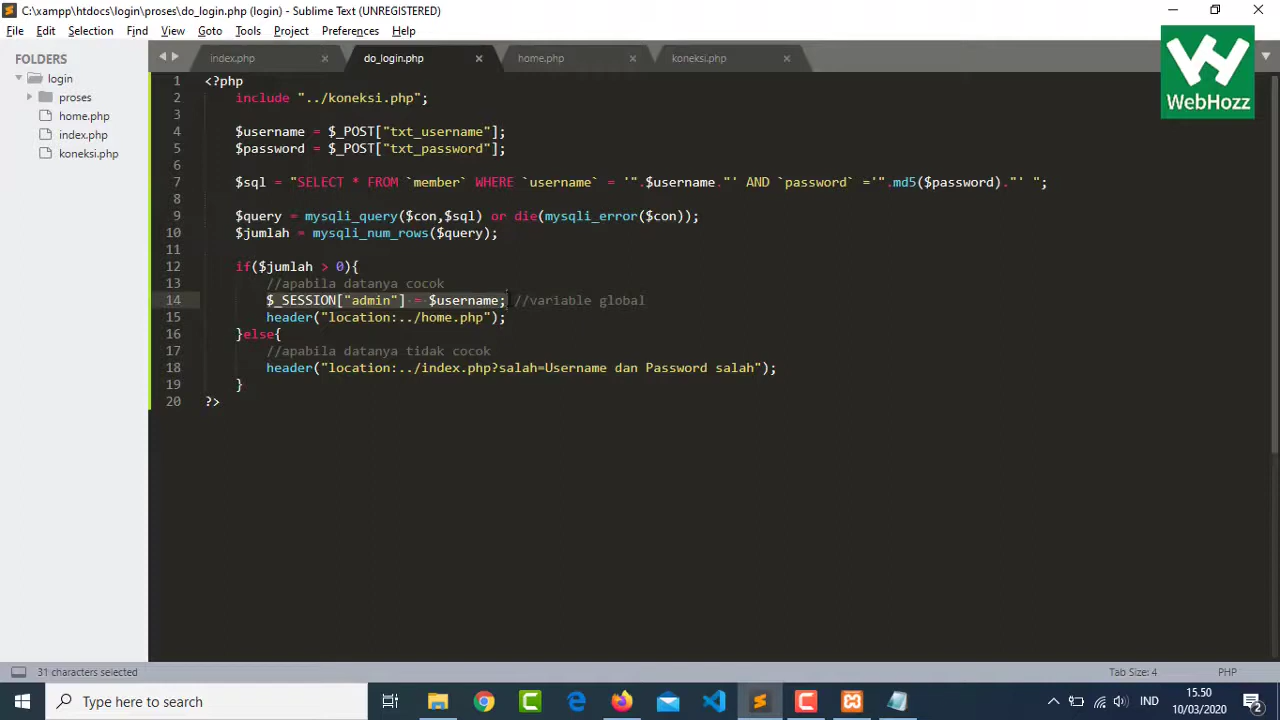 C:\xampp\htdocs\login\proses\do_login.php (login) - Sublime Text (UNREGISTERED)
File Edit Selection Find View Goto Tools Project Preferences Help
WebHozz
FOLDERS
login
proses
home.php
index.php
koneksi.php
index.php do_login.php home.php koneksi.php
1 <?php
2 include "../koneksi.php";
3
4 $username = $_POST["txt_username"];
5 $password = $_POST["txt_password"];
6
7 $sql = "SELECT * FROM `member` WHERE `username` = '".$username."' AND `password` ='".md5($password)."' ";
8
9 $query = mysqli_query($con,$sql) or die(mysqli_error($con));
10 $jumlah = mysqli_num_rows($query);
11
12 if($jumlah > 0){
13 //apabila datanya cocok
14 $_SESSION["admin"] = $username; //variable global
15 header("location:../home.php");
16 }else{
17 //apabila datanya tidak cocok
18 header("location:../index.php?salah=Username dan Password salah");
19 }
20 ?>
31 characters selected Tab Size: 4 PHP
Type here to search
IND
15.50
10/03/2020
2